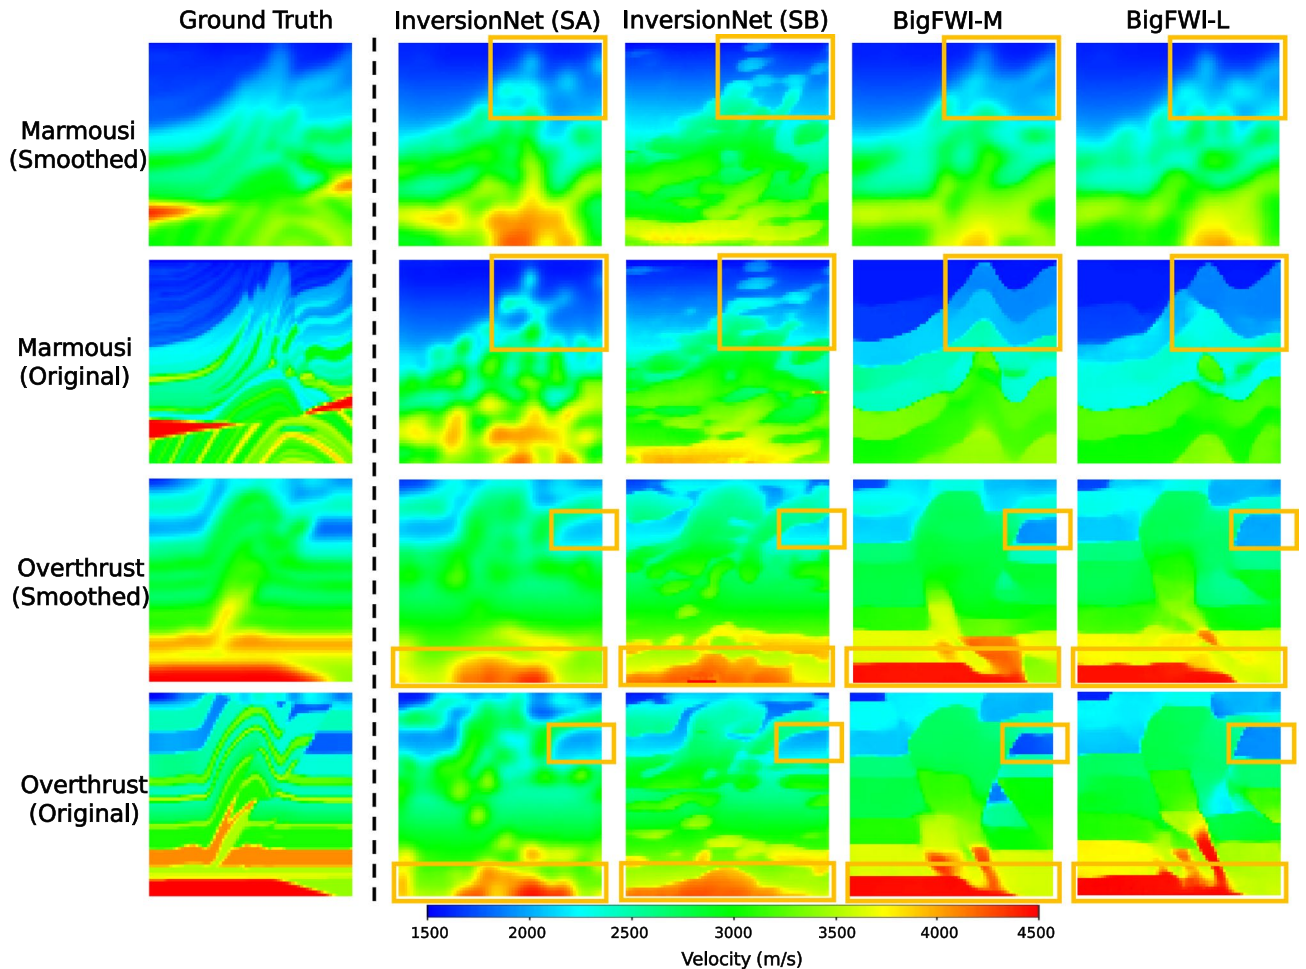 Ground Truth InversionNet (SA) InversionNet (SB) BigFWI-M BigFWI-L
Marmousi
(Smoothed)
Marmousi
(Original)
Overthrust
(Smoothed)
Overthrust
(Original)
1500 2000 2500 3000 3500 4000 4500
Velocity (m/s)